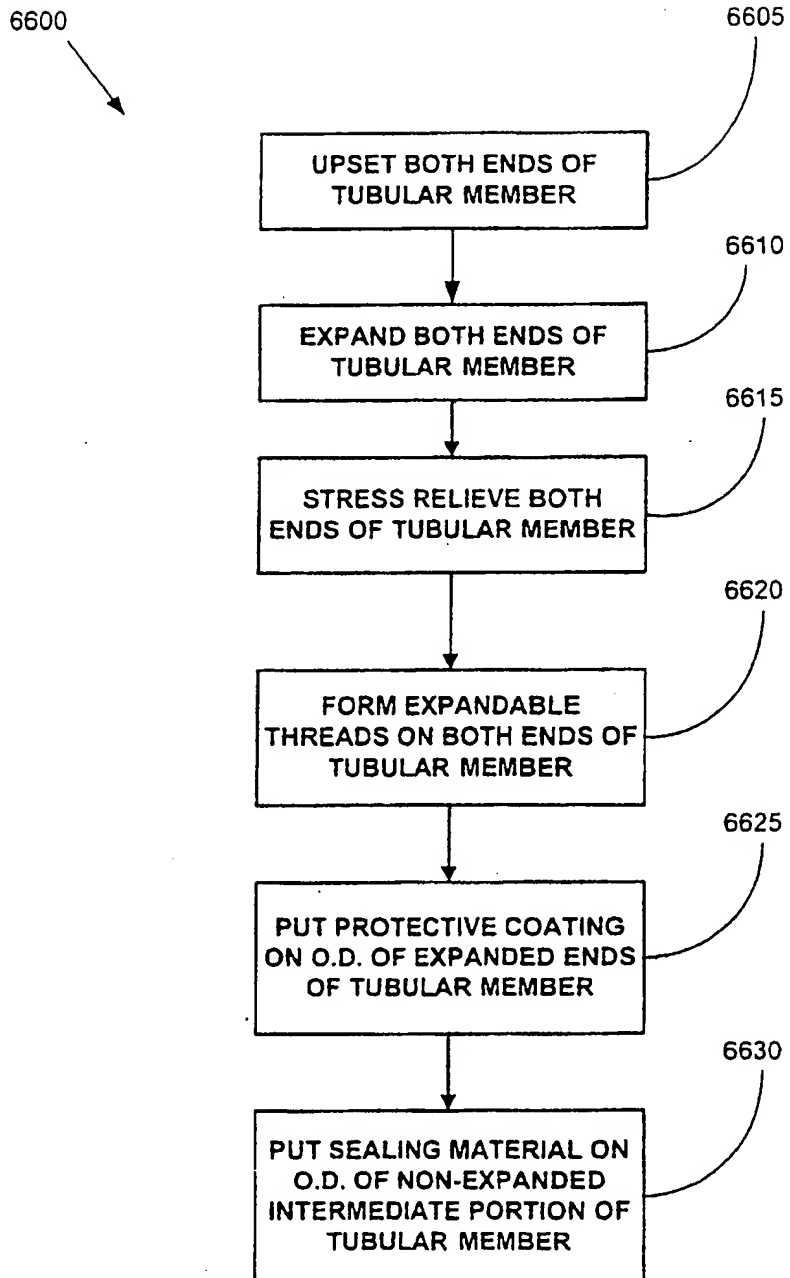 6600
6605
UPSET BOTH ENDS OF
TUBULAR MEMBER
6610
EXPAND BOTH ENDS OF
TUBULAR MEMBER
6615
STRESS RELIEVE BOTH
ENDS OF TUBULAR MEMBER
6620
FORM EXPANDABLE
THREADS ON BOTH ENDS OF
TUBULAR MEMBER
6625
PUT PROTECTIVE COATING
ON O.D. OF EXPANDED ENDS
OF TUBULAR MEMBER
6630
PUT SEALING MATERIAL ON
O.D. OF NON-EXPANDED
INTERMEDIATE PORTION OF
TUBULAR MEMBER